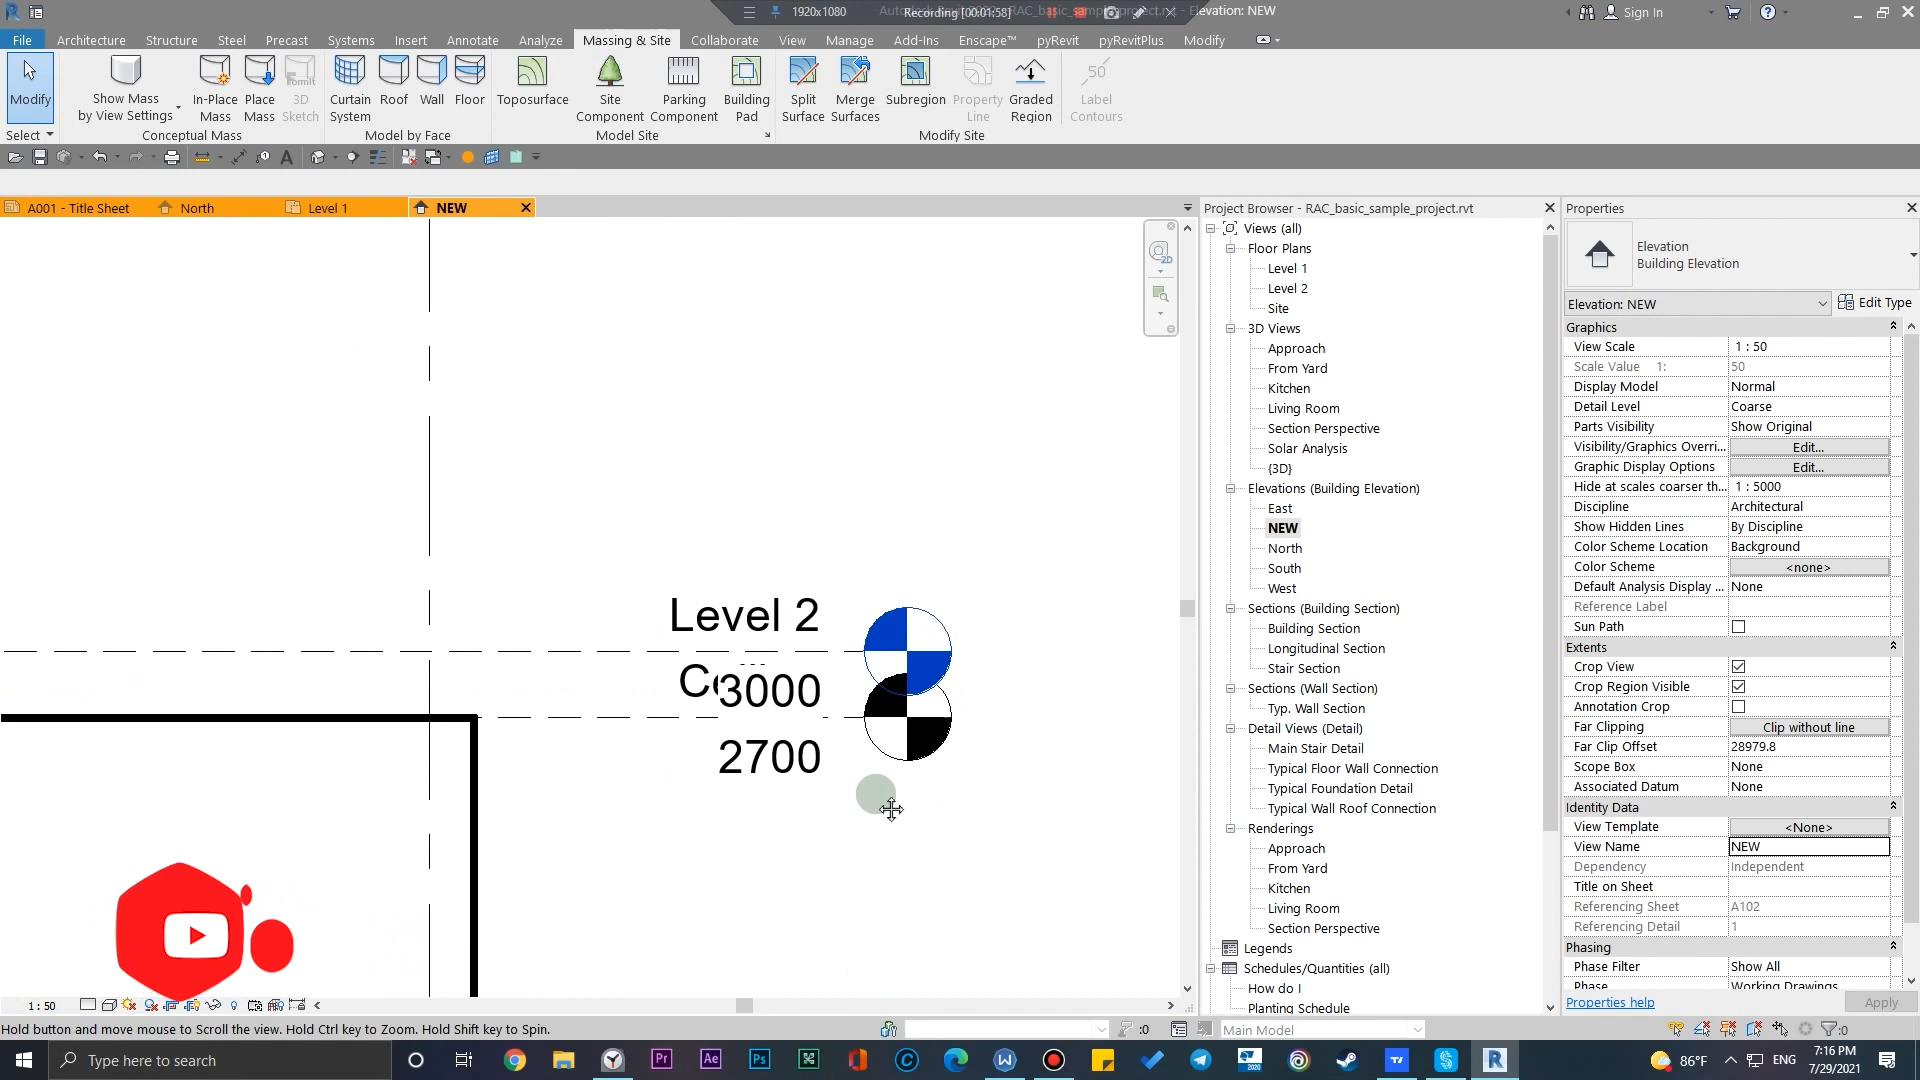 1920x1080
Recording [00:01:58]
RAC_basic_sample_project.rvt - Elevation: NEW
Sign In
File
Architecture
Structure
Steel
Precast
Systems
Insert
Annotate
Analyze
Massing & Site
Collaborate
View
Manage
Add-Ins
Enscape™
pyRevit
pyRevitPlus
Modify
Modify
Show Mass
by View Settings
In-Place
Mass
Place
Mass
3D
Sketch
Curtain
System
Roof
Wall
Floor
Toposurface
Site
Component
Parking
Component
Building
Pad
Split
Surface
Merge
Surfaces
Subregion
Property
Line
Graded
Region
50
Label
Contours
Select
Conceptual Mass
Model by Face
Model Site
Modify Site
A001 - Title Sheet
North
Level 1
NEW
2D
Level 2
3000
2700
Project Browser - RAC_basic_sample_project.rvt
Views (all)
Floor Plans
Level 1
Level 2
Site
3D Views
Approach
From Yard
Kitchen
Living Room
Section Perspective
Solar Analysis
{3D}
Elevations (Building Elevation)
East
NEW
North
South
West
Sections (Building Section)
Building Section
Longitudinal Section
Stair Section
Sections (Wall Section)
Typ. Wall Section
Detail Views (Detail)
Main Stair Detail
Typical Floor Wall Connection
Typical Foundation Detail
Typical Wall Roof Connection
Renderings
Approach
From Yard
Kitchen
Living Room
Section Perspective
Legends
Schedules/Quantities (all)
How do I
Planting Schedule
Properties
Elevation
Building Elevation
Elevation: NEW
Edit Type
Graphics
View Scale 1 : 50
Scale Value 1: 50
Display Model Normal
Detail Level Coarse
Parts Visibility Show Original
Visibility/Graphics Overri... Edit...
Graphic Display Options Edit...
Hide at scales coarser th... 1 : 5000
Discipline Architectural
Show Hidden Lines By Discipline
Color Scheme Location Background
Color Scheme <none>
Default Analysis Display ... None
Reference Label
Sun Path
Extents
Crop View
Crop Region Visible
Annotation Crop
Far Clipping Clip without line
Far Clip Offset 28979.8
Scope Box None
Associated Datum None
Identity Data
View Template <None>
View Name NEW
Dependency Independent
Title on Sheet
Referencing Sheet A102
Referencing Detail 1
Phasing
Phase Filter Show All
Phase Working Drawings
Properties help
Apply
1 : 50
Hold button and move mouse to Scroll the view. Hold Ctrl key to Zoom. Hold Shift key to Spin.
:0
Main Model
:0
Type here to search
86°F
ENG
7:16 PM
7/29/2021